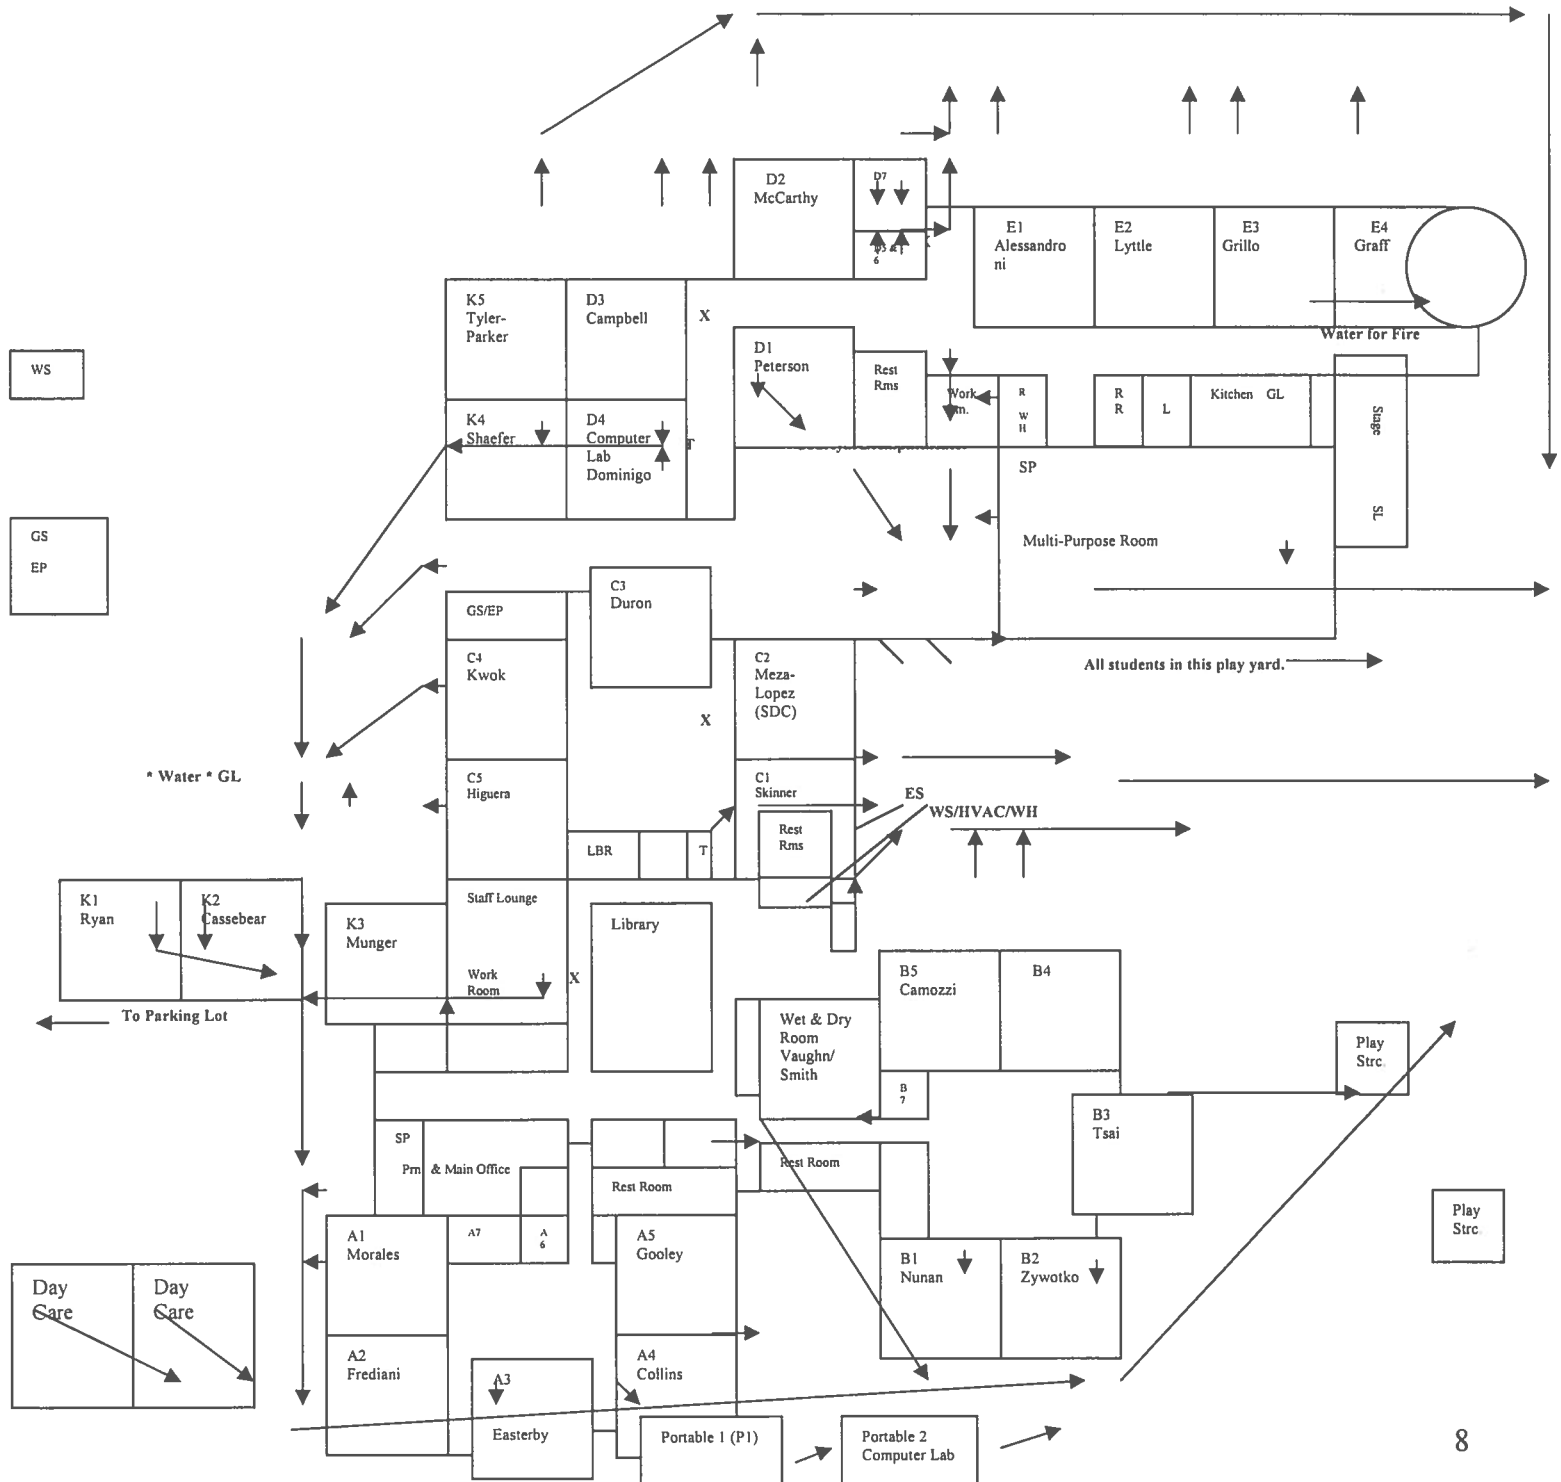 D2
McCarthy
D7
D5 &
6
E1
Alessandro
ni
E2
Lyttle
E3
Grillo
E4
Graff
K5
Tyler-
Parker
D3
Campbell
X
Water for Fire
WS
D1
Peterson
Rest
Rms
Work
R
W
H
R
R
L
Kitchen GL
Stage
SL
K4
Shaefer
D4
Computer
Lab
Dominigo
T
SP
Multi-Purpose Room
GS
EP
GS/EP
C3
Duron
C4
Kwok
C2
Meza-
Lopez
(SDC)
All students in this play yard.
X
* Water * GL
C5
Higuera
C1
Skinner
ES
WS/HVAC/WH
LBR
T
Rest
Rms
K1
Ryan
K2
Cassebear
K3
Munger
Staff Lounge
Work
Room
X
Library
To Parking Lot
B5
Camozzi
B4
Wet & Dry
Room
Vaughn/
Smith
B
7
B3
Tsai
Play
Strc.
SP
Prn & Main Office
Rest Room
Rest Room
Play
Strc.
A1
Morales
A7
A
6
A5
Gooley
B1
Nunan
B2
Zywotko
Day
Care
Day
Care
A2
Frediani
A3
Easterby
A4
Collins
Portable 1 (P1)
Portable 2
Computer Lab
8